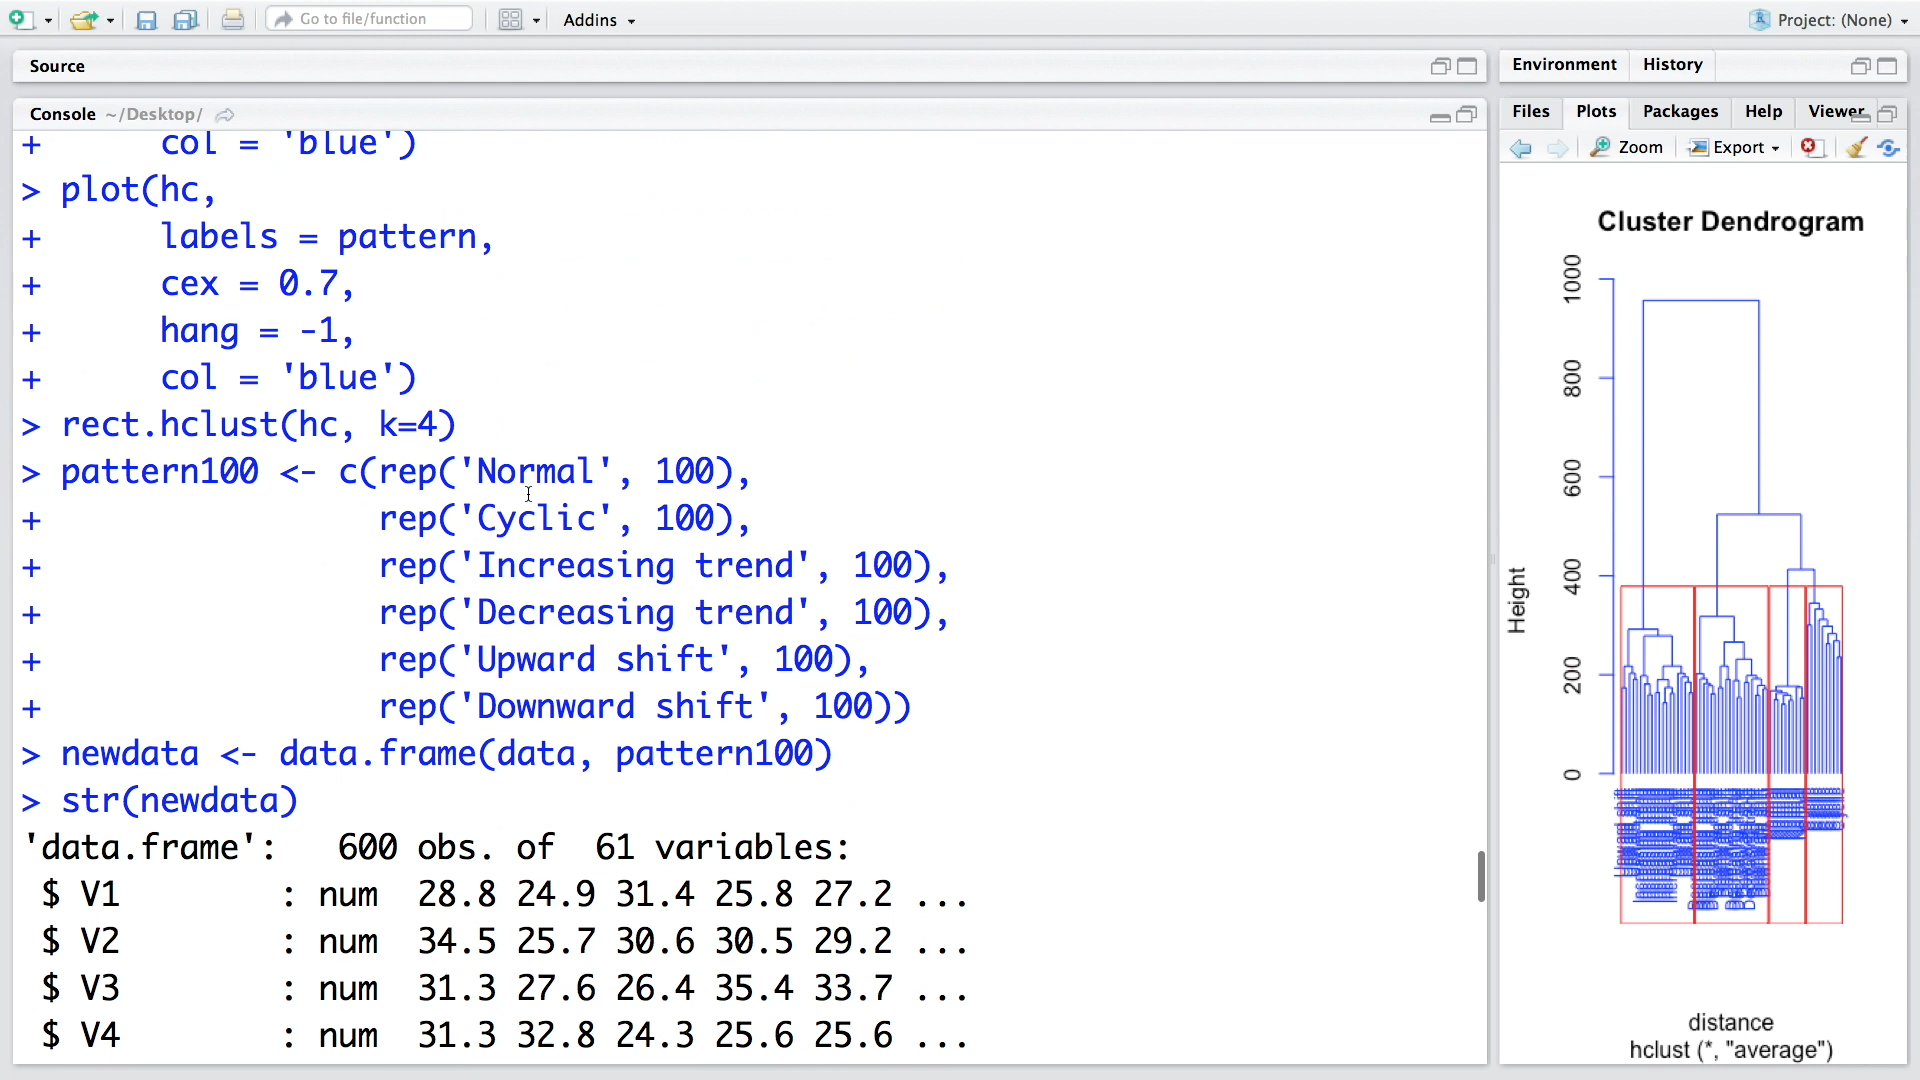 Go to file/function
Addins
Project: (None)
Source
Environment
History
Console ~/Desktop/
Files
Plots
Packages
Help
Viewer
Zoom
Export
+      col = 'blue')
> plot(hc,
+      labels = pattern,
+      cex = 0.7,
+      hang = -1,
+      col = 'blue')
> rect.hclust(hc, k=4)
> pattern100 <- c(rep('Normal', 100),
+                 rep('Cyclic', 100),
+                 rep('Increasing trend', 100),
+                 rep('Decreasing trend', 100),
+                 rep('Upward shift', 100),
+                 rep('Downward shift', 100))
> newdata <- data.frame(data, pattern100)
> str(newdata)
'data.frame':   600 obs. of  61 variables:
 $ V1        : num  28.8 24.9 31.4 25.8 27.2 ...
 $ V2        : num  34.5 25.7 30.6 30.5 29.2 ...
 $ V3        : num  31.3 27.6 26.4 35.4 33.7 ...
 $ V4        : num  31.3 32.8 24.3 25.6 25.6 ...
Cluster Dendrogram
1000
800
600
400
200
0
Height
distance
hclust (*, "average")